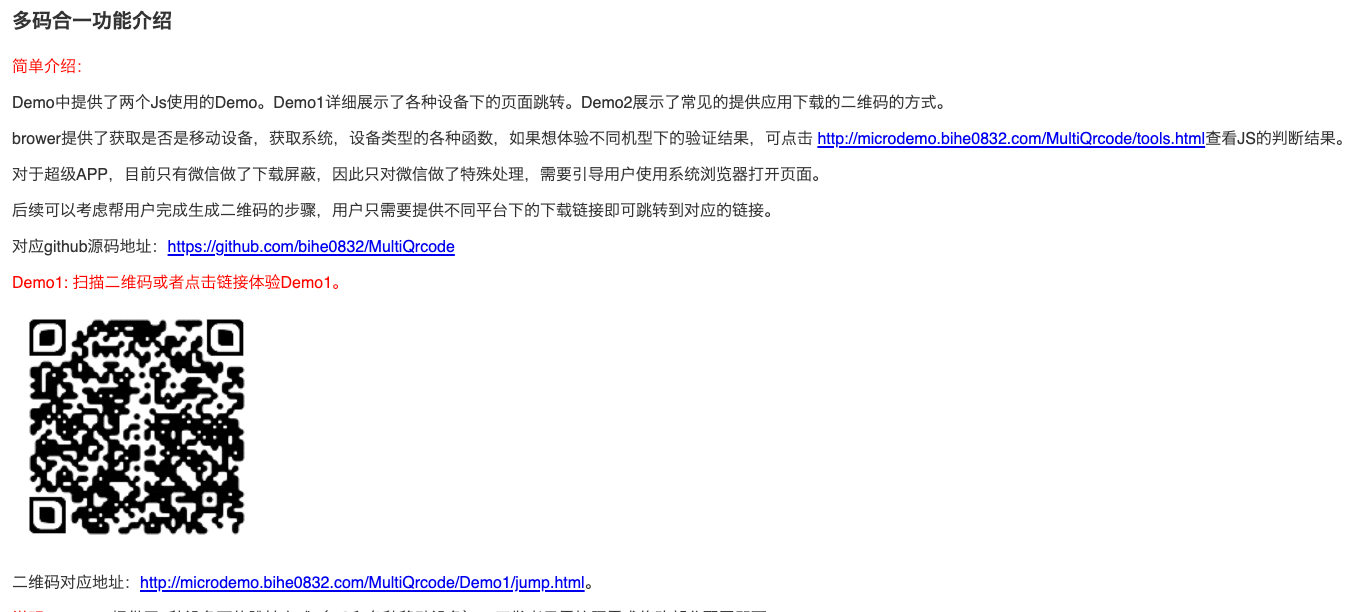 多码合一功能介绍
简单介绍：
Demo中提供了两个Js使用的Demo。Demo1详细展示了各种设备下的页面跳转。Demo2展示了常见的提供应用下载的二维码的方式。
brower提供了获取是否是移动设备，获取系统，设备类型的各种函数，如果想体验不同机型下的验证结果，可点击 http://microdemo.bihe0832.com/MultiQrcode/tools.html查看JS的判断结果。
对于超级APP，目前只有微信做了下载屏蔽，因此只对微信做了特殊处理，需要引导用户使用系统浏览器打开页面。
后续可以考虑帮用户完成生成二维码的步骤，用户只需要提供不同平台下的下载链接即可跳转到对应的链接。
对应github源码地址：https://github.com/bihe0832/MultiQrcode
Demo1: 扫描二维码或者点击链接体验Demo1。
二维码对应地址：http://microdemo.bihe0832.com/MultiQrcode/Demo1/jump.html。